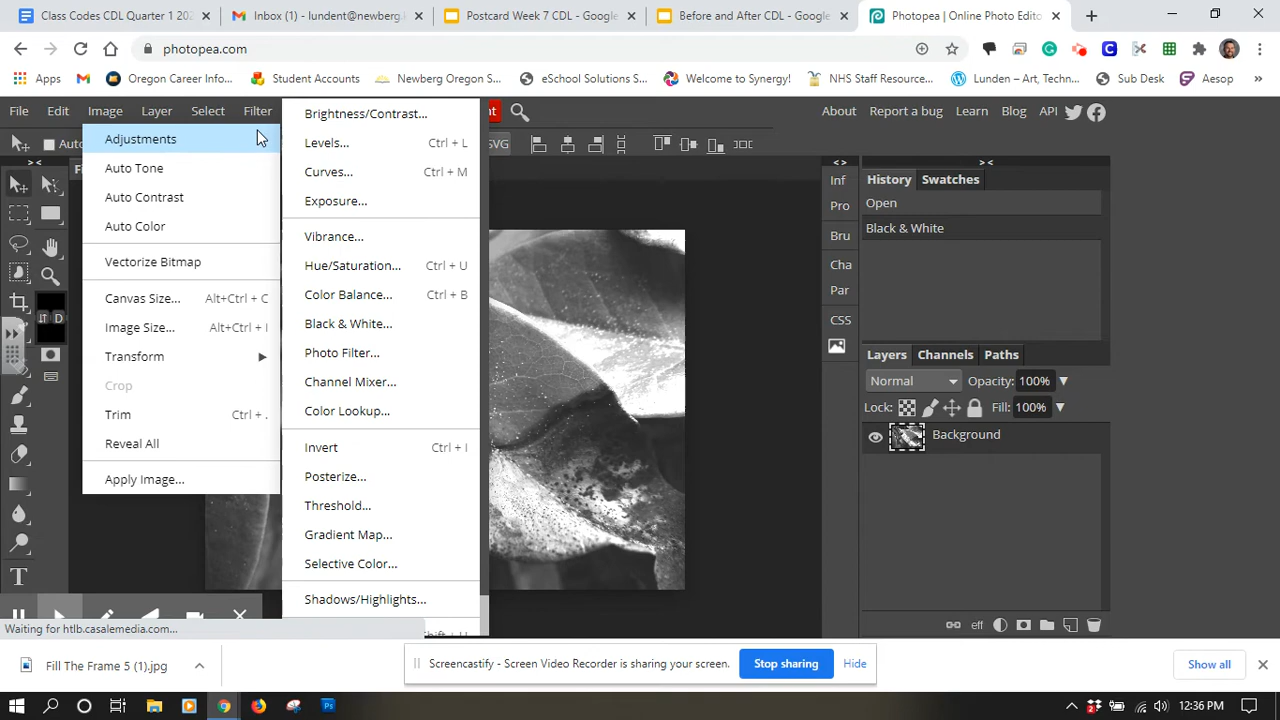 Class Codes CDL Quarter 1 202
Inbox (1) - lundent@newberg
Postcard Week 7 CDL - Google
Before and After CDL - Google
Photopea | Online Photo Edito
photopea.com
Apps
Oregon Career Info...
Student Accounts
Newberg Oregon S...
eSchool Solutions S...
Welcome to Synergy!
NHS Staff Resource...
Lunden – Art, Techn...
Sub Desk
Aesop
File Edit Image Layer Select Filter
About Report a bug Learn Blog API
Adjustments
Auto Tone
Auto Contrast
Auto Color
Vectorize Bitmap
Canvas Size... Alt+Ctrl + C
Image Size... Alt+Ctrl + I
Transform
Crop
Trim Ctrl + .
Reveal All
Apply Image...
Brightness/Contrast...
Levels... Ctrl + L
Curves... Ctrl + M
Exposure...
Vibrance...
Hue/Saturation... Ctrl + U
Color Balance... Ctrl + B
Black & White...
Photo Filter...
Channel Mixer...
Color Lookup...
Invert Ctrl + I
Posterize...
Threshold...
Gradient Map...
Selective Color...
Shadows/Highlights...
SVG
Inf
Pro
Bru
Cha
Par
CSS
History Swatches
Open
Black & White
Layers Channels Paths
Normal Opacity: 100%
Lock: Fill: 100%
Background
eff
D
T
Waiting for htlb.casalemedia.com...
Fill The Frame 5 (1).jpg
Screencastify - Screen Video Recorder is sharing your screen.
Stop sharing
Hide
Show all
12:36 PM